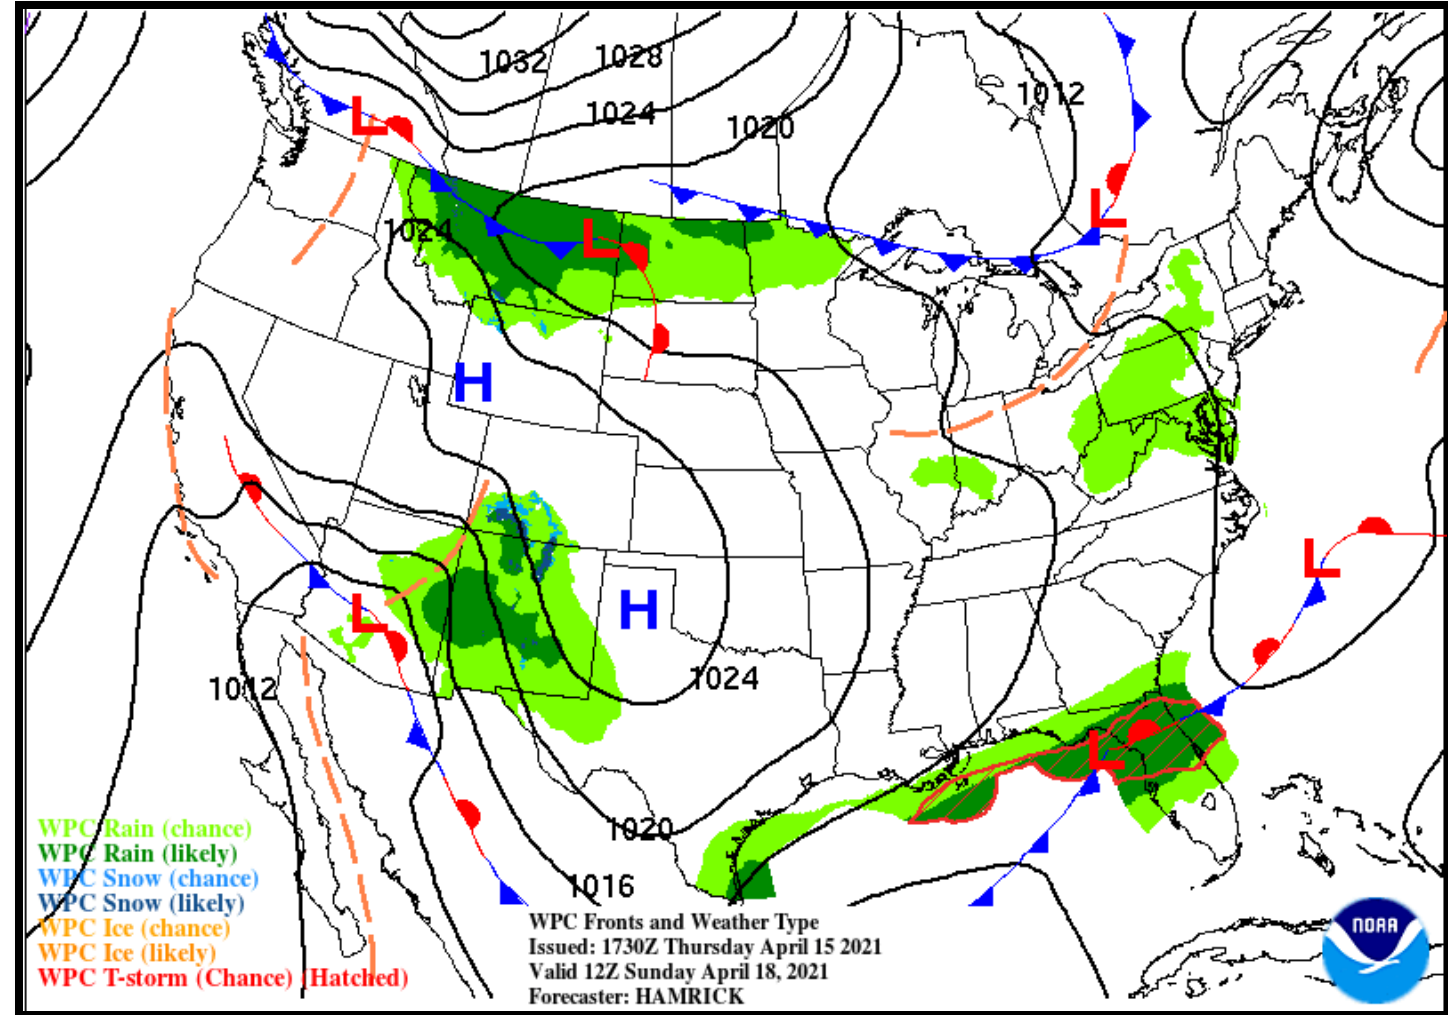 1032
1028
1012
1024
1020
L
L
L
1024
L
H
L
H
L
1024
1012
L
1020
1016
WPC Rain (chance)
WPC Rain (likely)
WPC Snow (chance)
WPC Snow (likely)
WPC Ice (chance)
WPC Ice (likely)
WPC T-storm (Chance) (Hatched)
WPC Fronts and Weather Type
Issued: 1730Z Thursday April 15 2021
Valid 12Z Sunday April 18, 2021
Forecaster: HAMRICK
NOAA